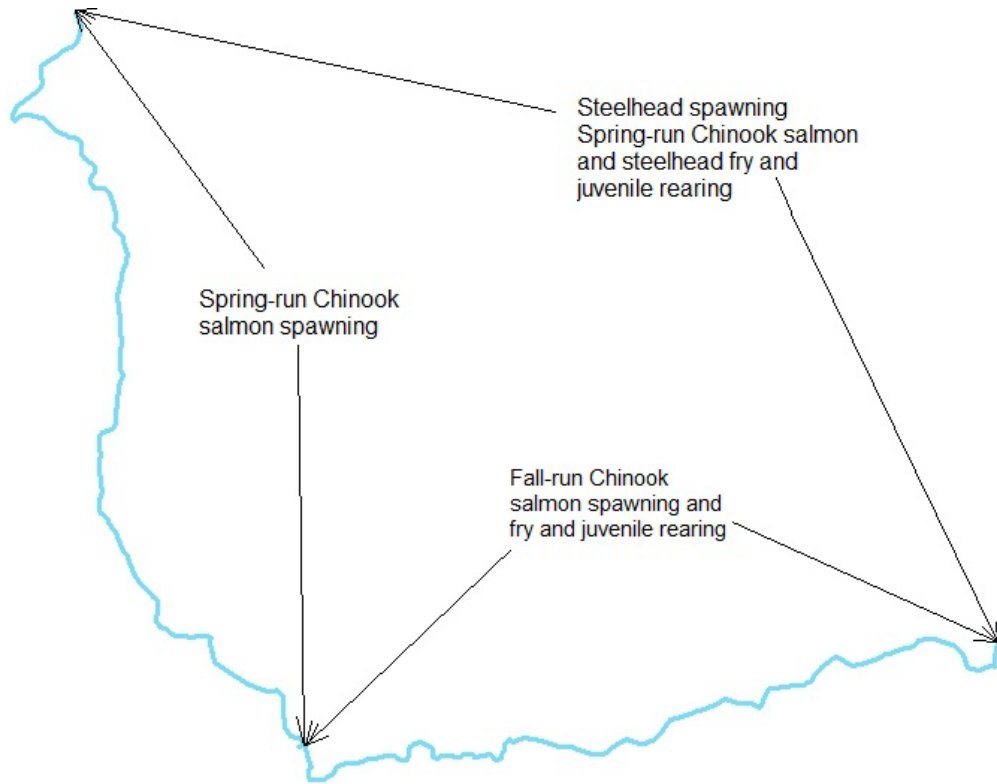 Steelhead spawning
Spring-run Chinook salmon
and steelhead fry and
juvenile rearing
Spring-run Chinook
salmon spawning
Fall-run Chinook
salmon spawning and
fry and juvenile rearing